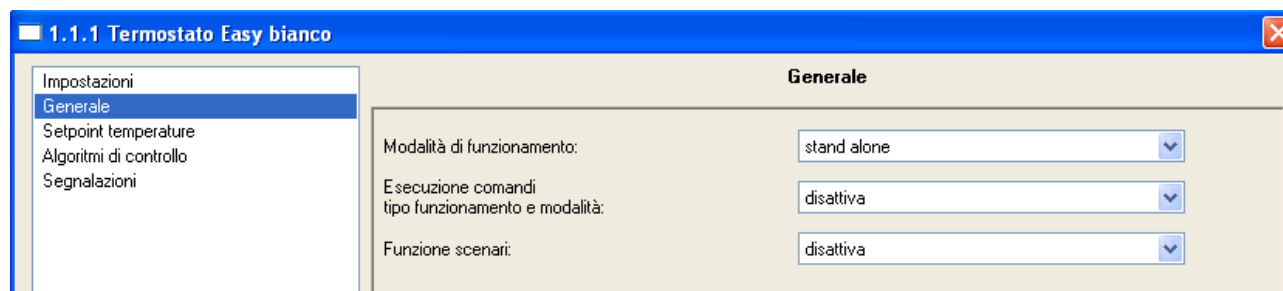 1.1.1 Termostato Easy bianco
Impostazioni
Generale
Setpoint temperature
Algoritmi di controllo
Segnalazioni
Generale
Modalità di funzionamento:
stand alone
Esecuzione comandi
tipo funzionamento e modalità:
disattiva
Funzione scenari:
disattiva